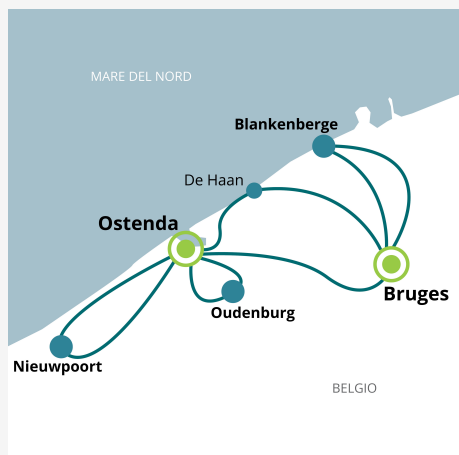 MARE DEL NORD
Blankenberge
De Haan
Ostenda
Bruges
Oudenburg
Nieuwpoort
BELGIO